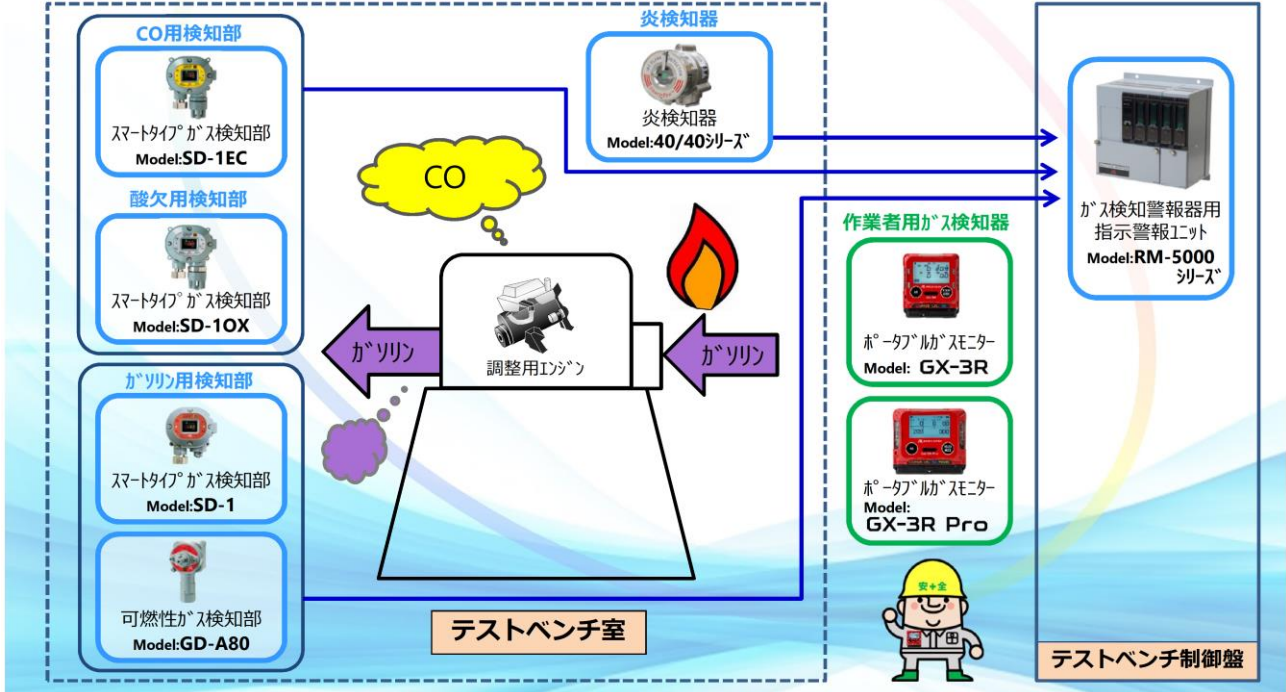 CO用検知部
スマートタイプガス検知部
Model:SD-1EC
酸欠用検知部
スマートタイプガス検知部
Model:SD-1OX
ガソリン用検知部
スマートタイプガス検知部
Model:SD-1
可燃性ガス検知部
Model:GD-A80
炎検知器
炎検知器
Model:40/40シリーズ
CO
ガソリン
調整用エンジン
ガソリン
テストベンチ室
作業者用ガス検知器
ポータブルガスモニター
Model: GX-3R
ポータブルガスモニター
Model:
GX-3R Pro
安+全
ガス検知警報器用
指示警報ユニット
Model:RM-5000
シリーズ
テストベンチ制御盤